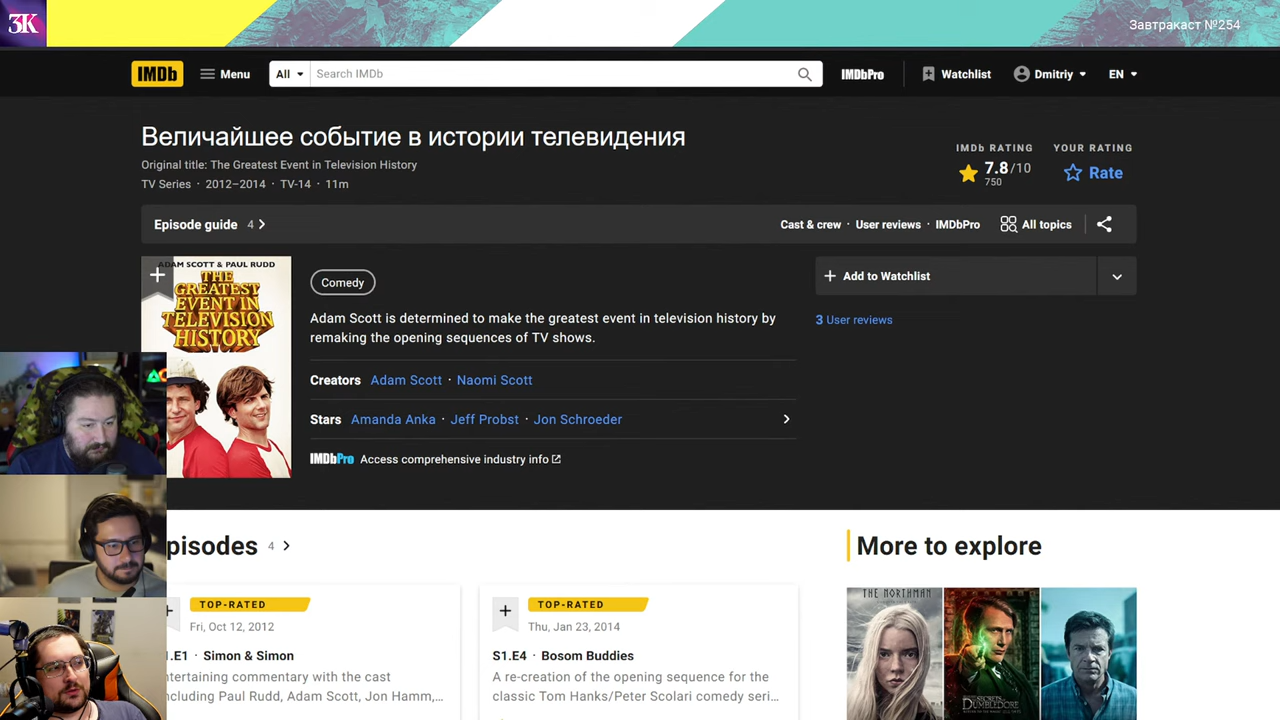 ЗК
Завтракаст №254
IMDb
Menu
All
Search IMDb
IMDbPro
Watchlist
Dmitriy
EN
Величайшее событие в истории телевидения
Original title: The Greatest Event in Television History
TV Series · 2012–2014 · TV-14 · 11m
IMDb RATING
7.8/10
750
YOUR RATING
Rate
Episode guide 4
Cast & crew · User reviews · IMDbPro
All topics
ADAM SCOTT & PAUL RUDD
THE
GREATEST
EVENT IN
TELEVISION
HISTORY
Comedy
Adam Scott is determined to make the greatest event in television history by
remaking the opening sequences of TV shows.
Creators Adam Scott · Naomi Scott
Stars Amanda Anka · Jeff Probst · Jon Schroeder
IMDbPro Access comprehensive industry info
Add to Watchlist
3 User reviews
pisodes 4
TOP-RATED
Fri, Oct 12, 2012
.E1 · Simon & Simon
ntertaining commentary with the cast
ncluding Paul Rudd, Adam Scott, Jon Hamm,...
TOP-RATED
Thu, Jan 23, 2014
S1.E4 · Bosom Buddies
A re-creation of the opening sequence for the
classic Tom Hanks/Peter Scolari comedy seri...
More to explore
THE NORTHMAN
SECRETS OF
DUMBLEDORE